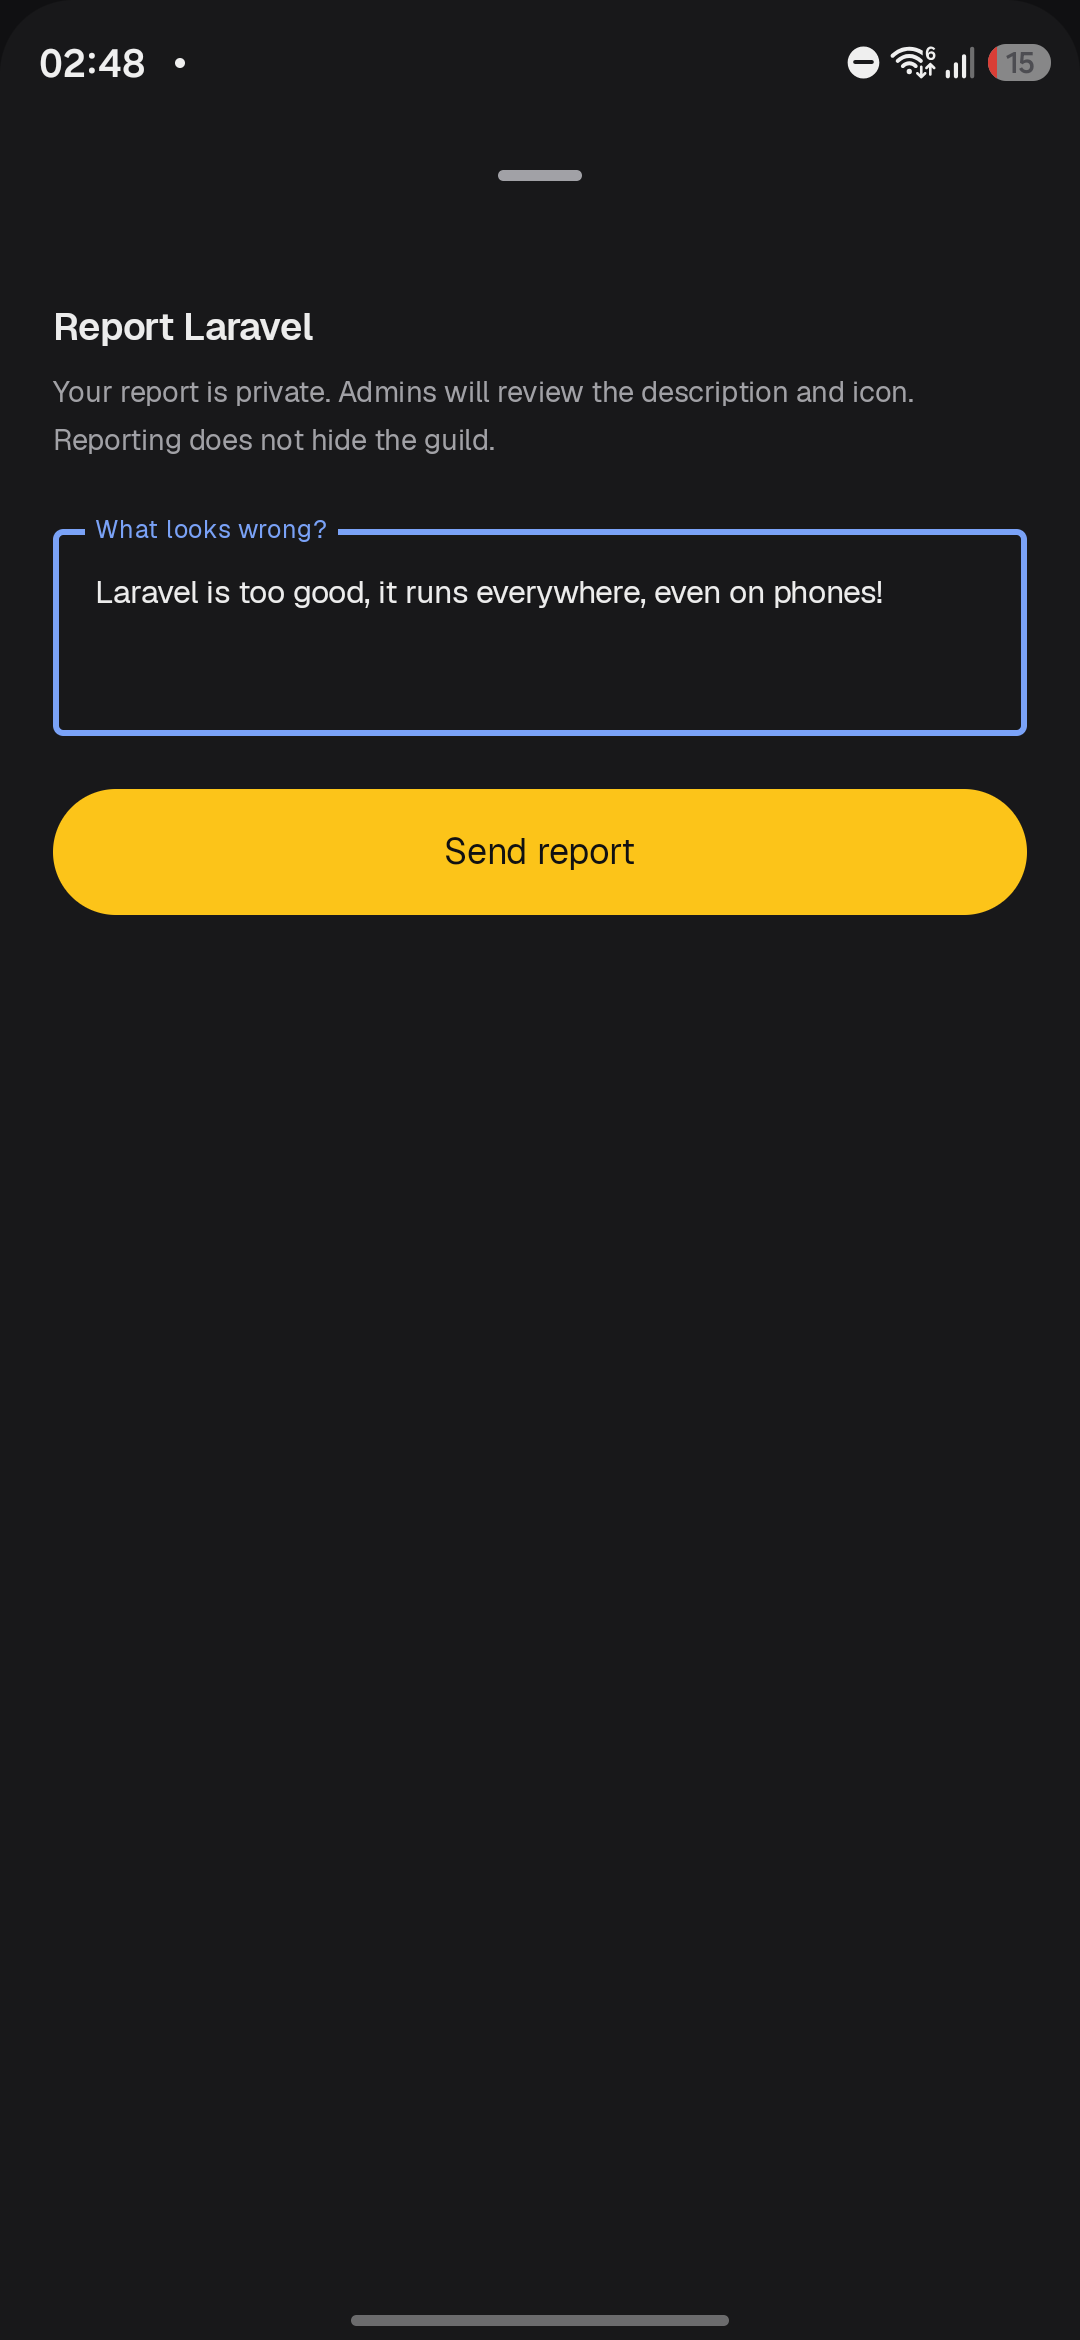 02:48
6
15
Report Laravel
Your report is private. Admins will review the description and icon.
Reporting does not hide the guild.
What looks wrong?
Laravel is too good, it runs everywhere, even on phones!
Send report